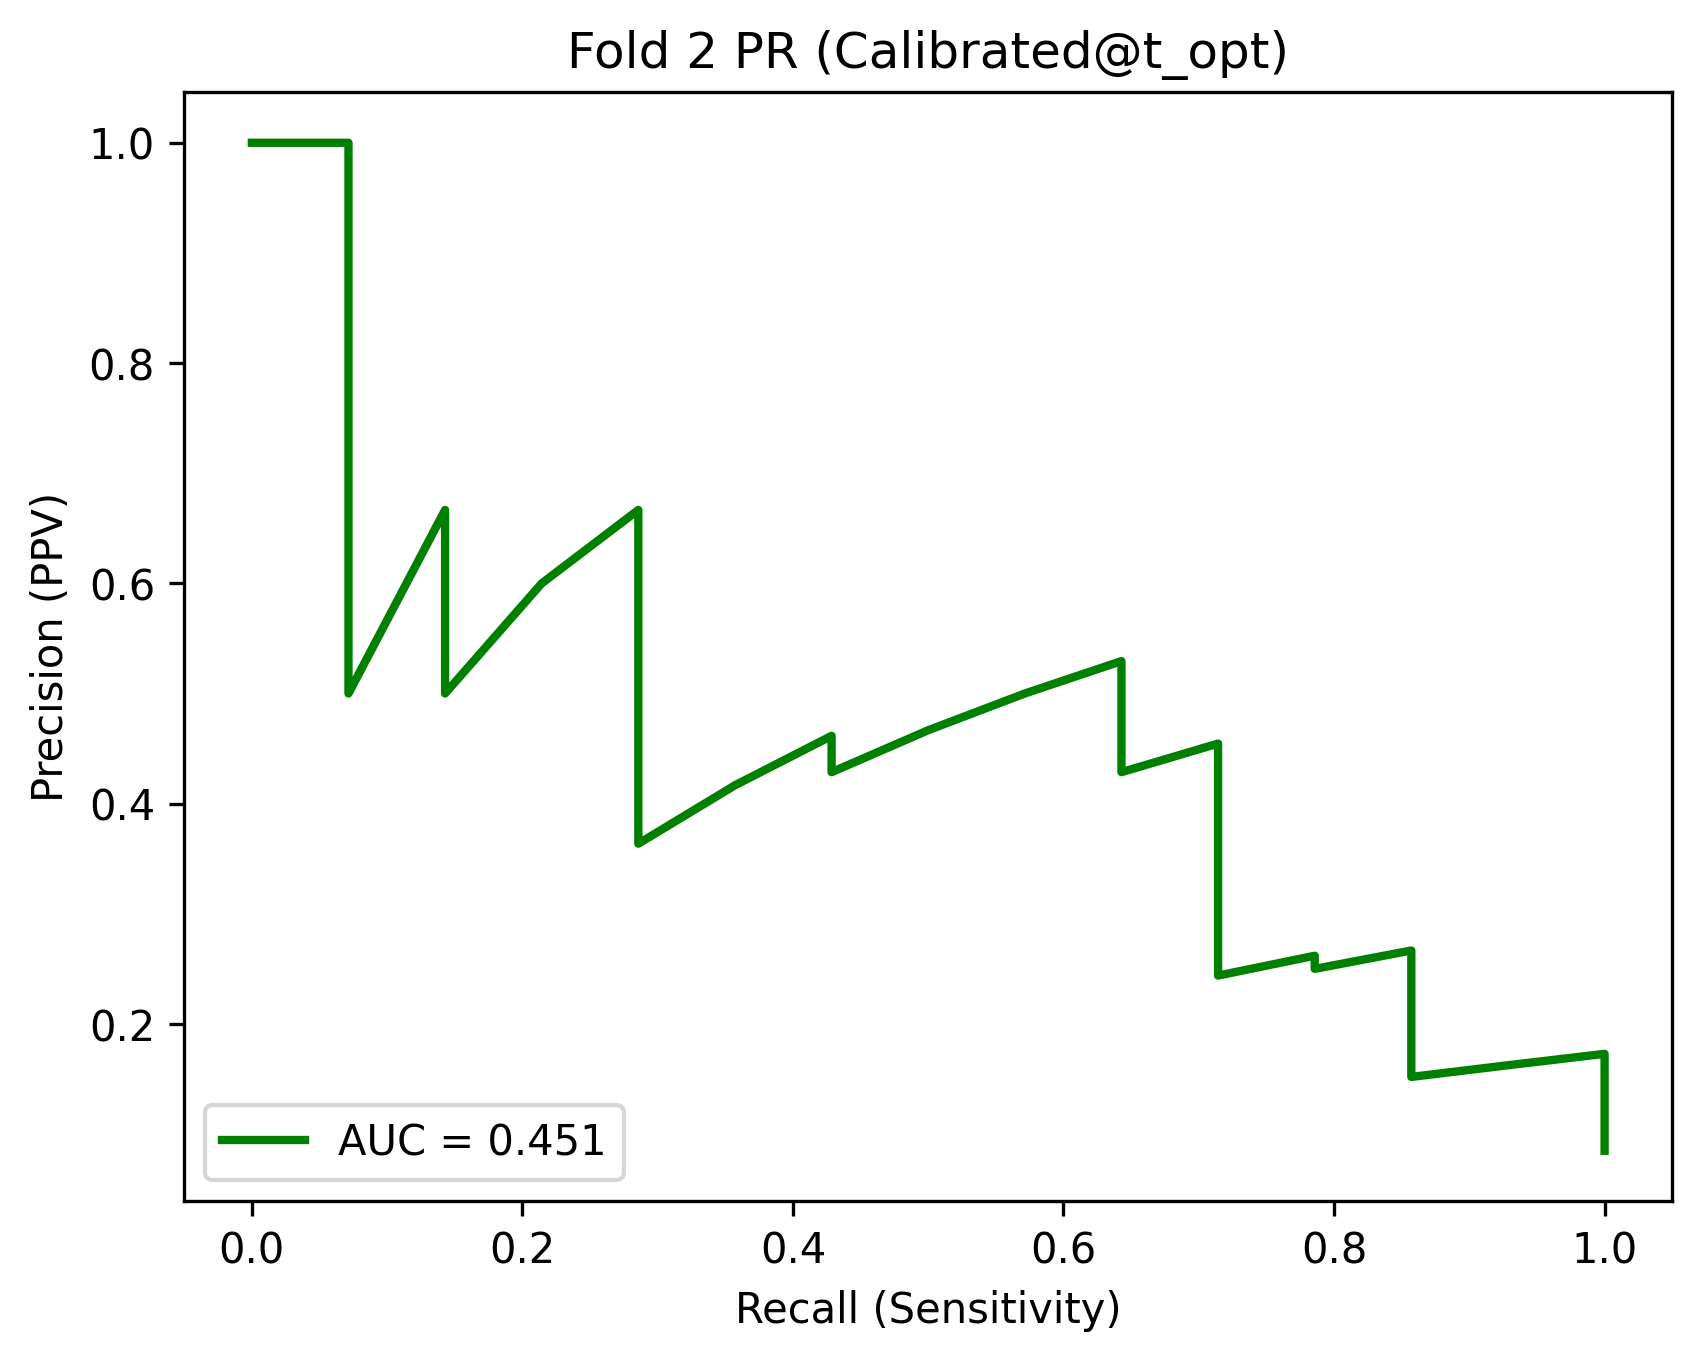 Fold 2 PR (Calibrated@t_opt)
Precision (PPV)
1.0
0.8
0.6
0.4
0.2
AUC = 0.451
0.0 0.2 0.4 0.6 0.8 1.0
Recall (Sensitivity)